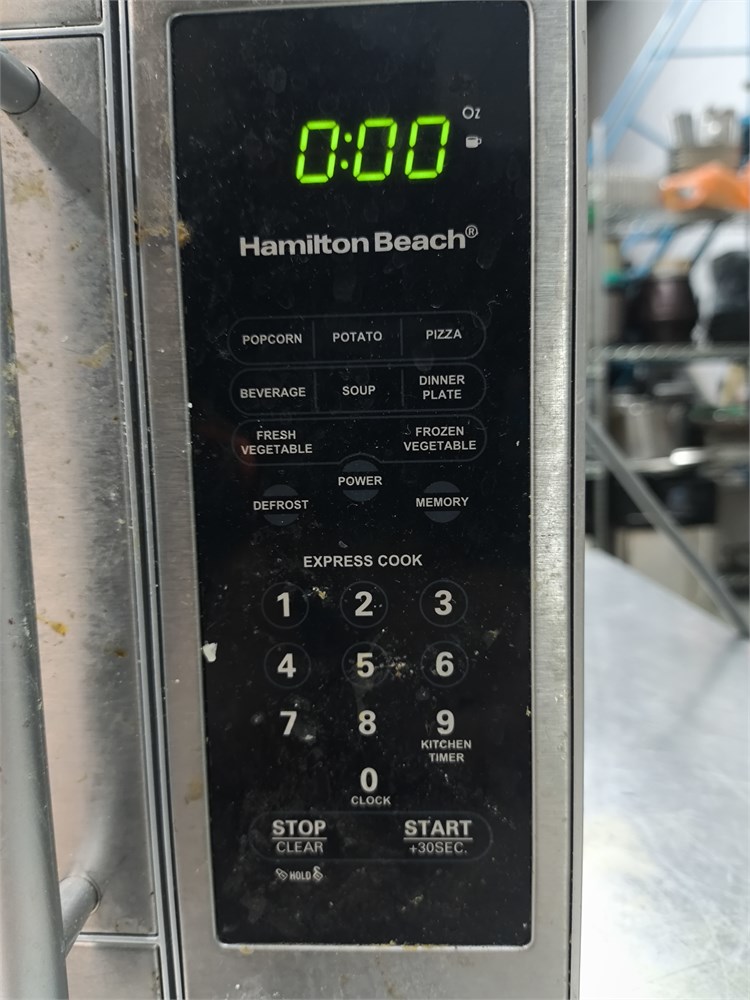 0:00
Oz
Hamilton Beach®
POPCORN POTATO PIZZA
BEVERAGE SOUP DINNER PLATE
FRESH VEGETABLE FROZEN VEGETABLE
POWER
DEFROST MEMORY
EXPRESS COOK
1 2 3
4 5 6
7 8 9
KITCHEN
TIMER
0
CLOCK
STOP START
CLEAR +30SEC.
HOLD